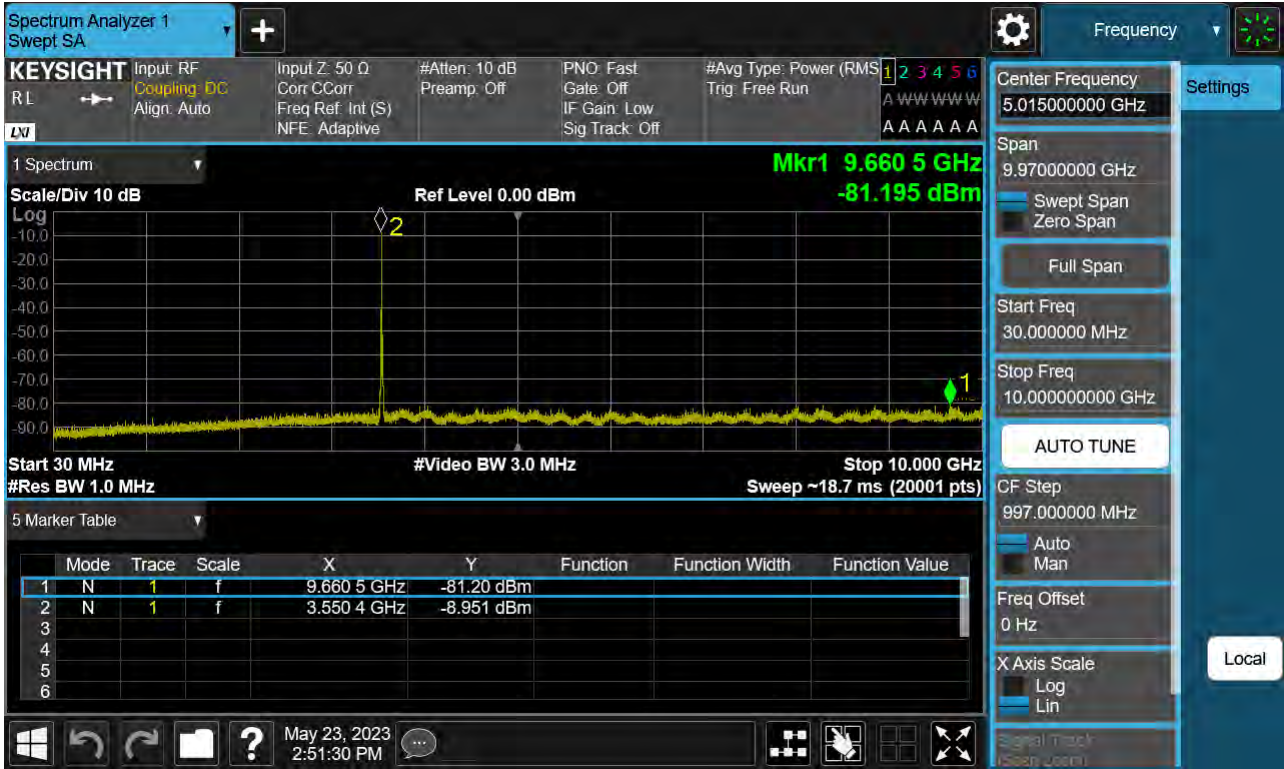 Spectrum Analyzer 1
Swept SA
Frequency
KEYSIGHT
R L
LXI
Input: RF
Coupling: DC
Align: Auto
Input Z: 50 Ω
Corr CCorr
Freq Ref: Int (S)
NFE: Adaptive
#Atten: 10 dB
Preamp: Off
PNO: Fast
Gate: Off
IF Gain: Low
Sig Track: Off
#Avg Type: Power (RMS
Trig: Free Run
1 2 3 4 5 6
A W W W W W
A A A A A A
1 Spectrum
Scale/Div 10 dB
Log
Ref Level 0.00 dBm
Mkr1 9.660 5 GHz
-81.195 dBm
-10.0
-20.0
-30.0
-40.0
-50.0
-60.0
-70.0
-80.0
-90.0
2
1
Start 30 MHz
#Res BW 1.0 MHz
#Video BW 3.0 MHz
Stop 10.000 GHz
Sweep ~18.7 ms (20001 pts)
5 Marker Table
Mode Trace Scale X Y Function Function Width Function Value
1 N 1 f 9.660 5 GHz -81.20 dBm
2 N 1 f 3.550 4 GHz -8.951 dBm
3
4
5
6
May 23, 2023
2:51:30 PM
Center Frequency
5.015000000 GHz
Settings
Span
9.97000000 GHz
Swept Span
Zero Span
Full Span
Start Freq
30.000000 MHz
Stop Freq
10.000000000 GHz
AUTO TUNE
CF Step
997.000000 MHz
Auto
Man
Freq Offset
0 Hz
X Axis Scale
Log
Lin
Local
Signal Track
(Span Zoom)